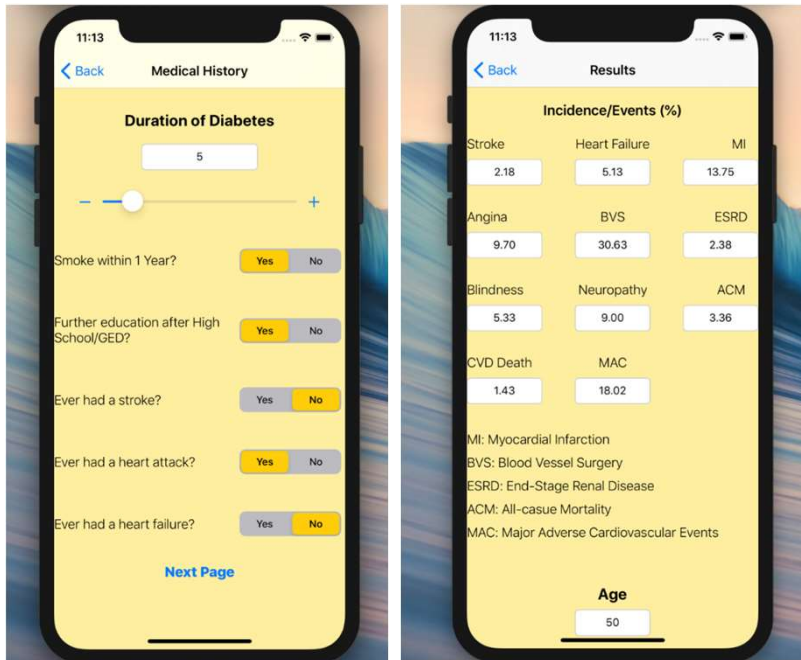 11:13
Back
Medical History
Duration of Diabetes
5
− +
Smoke within 1 Year? Yes No
Further education after High
School/GED? Yes No
Ever had a stroke? Yes No
Ever had a heart attack? Yes No
Ever had a heart failure? Yes No
Next Page
11:13
Back
Results
Incidence/Events (%)
Stroke Heart Failure MI
2.18 5.13 13.75
Angina BVS ESRD
9.70 30.63 2.38
Blindness Neuropathy ACM
5.33 9.00 3.36
CVD Death MAC
1.43 18.02
MI: Myocardial Infarction
BVS: Blood Vessel Surgery
ESRD: End-Stage Renal Disease
ACM: All-casue Mortality
MAC: Major Adverse Cardiovascular Events
Age
50